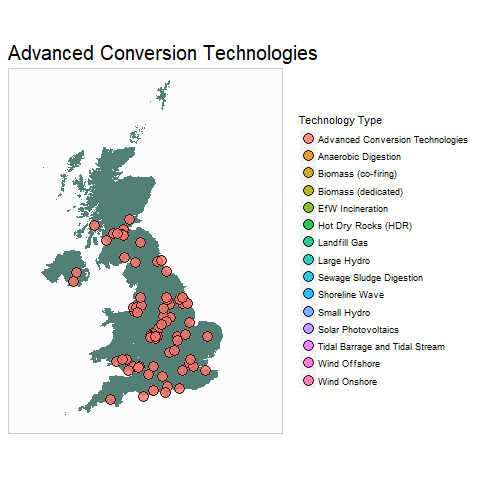 Advanced Conversion Technologies
Technology Type
Advanced Conversion Technologies
Anaerobic Digestion
Biomass (co-firing)
Biomass (dedicated)
EfW Incineration
Hot Dry Rocks (HDR)
Landfill Gas
Large Hydro
Sewage Sludge Digestion
Shoreline Wave
Small Hydro
Solar Photovoltaics
Tidal Barrage and Tidal Stream
Wind Offshore
Wind Onshore